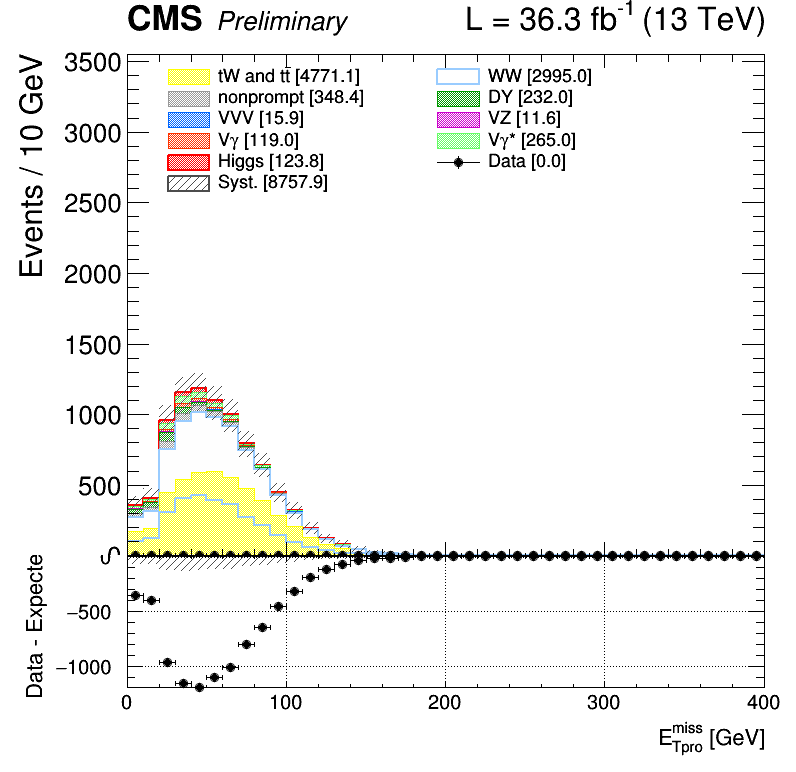 CMS Preliminary L = 36.3 fb⁻¹ (13 TeV)
Events / 10 GeV
3500
3000
2500
2000
1500
1000
500
0
tW and tt̄ [4771.1]
nonprompt [348.4]
VVV [15.9]
Vγ [119.0]
Higgs [123.8]
Syst. [8757.9]
WW [2995.0]
DY [232.0]
VZ [11.6]
Vγ* [265.0]
Data [0.0]
Data - Expecte
0
−500
−1000
0 100 200 300 400
E_Tpro^miss [GeV]